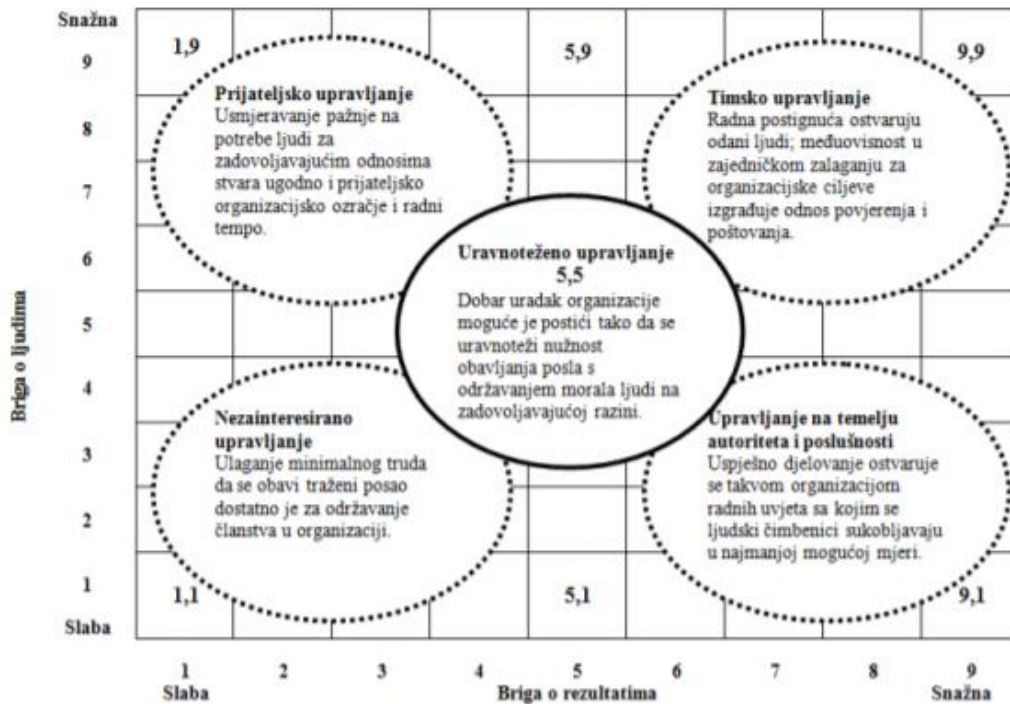 Snažna
9
8
7
6
5
4
3
2
1
Slaba
Briga o ljudima
1,9
5,9
9,9
Prijateljsko upravljanje
Usmjeravanje pažnje na
potrebe ljudi za
zadovoljavajućim odnosima
stvara ugodno i prijateljsko
organizacijsko ozračje i radni
tempo.
Timsko upravljanje
Radna postignuća ostvaruju
odani ljudi; međuovisnost u
zajedničkom zalaganju za
organizacijske ciljeve
izgrađuje odnos povjerenja i
poštovanja.
Uravnoteženo upravljanje
5,5
Dobar uradak organizacije
moguće je postići tako da se
uravnoteži nužnost
obavljanja posla s
održavanjem morala ljudi na
zadovoljavajućoj razini.
Nezainteresirano
upravljanje
Ulaganje minimalnog truda
da se obavi traženi posao
dostatno je za održavanje
članstva u organizaciji.
Upravljanje na temelju
autoriteta i poslušnosti
Uspješno djelovanje ostvaruje
se takvom organizacijom
radnih uvjeta sa kojim se
ljudski čimbenici sukobljavaju
u najmanjoj mogućoj mjeri.
1,1
5,1
9,1
1 2 3 4 5 6 7 8 9
Slaba Briga o rezultatima Snažna